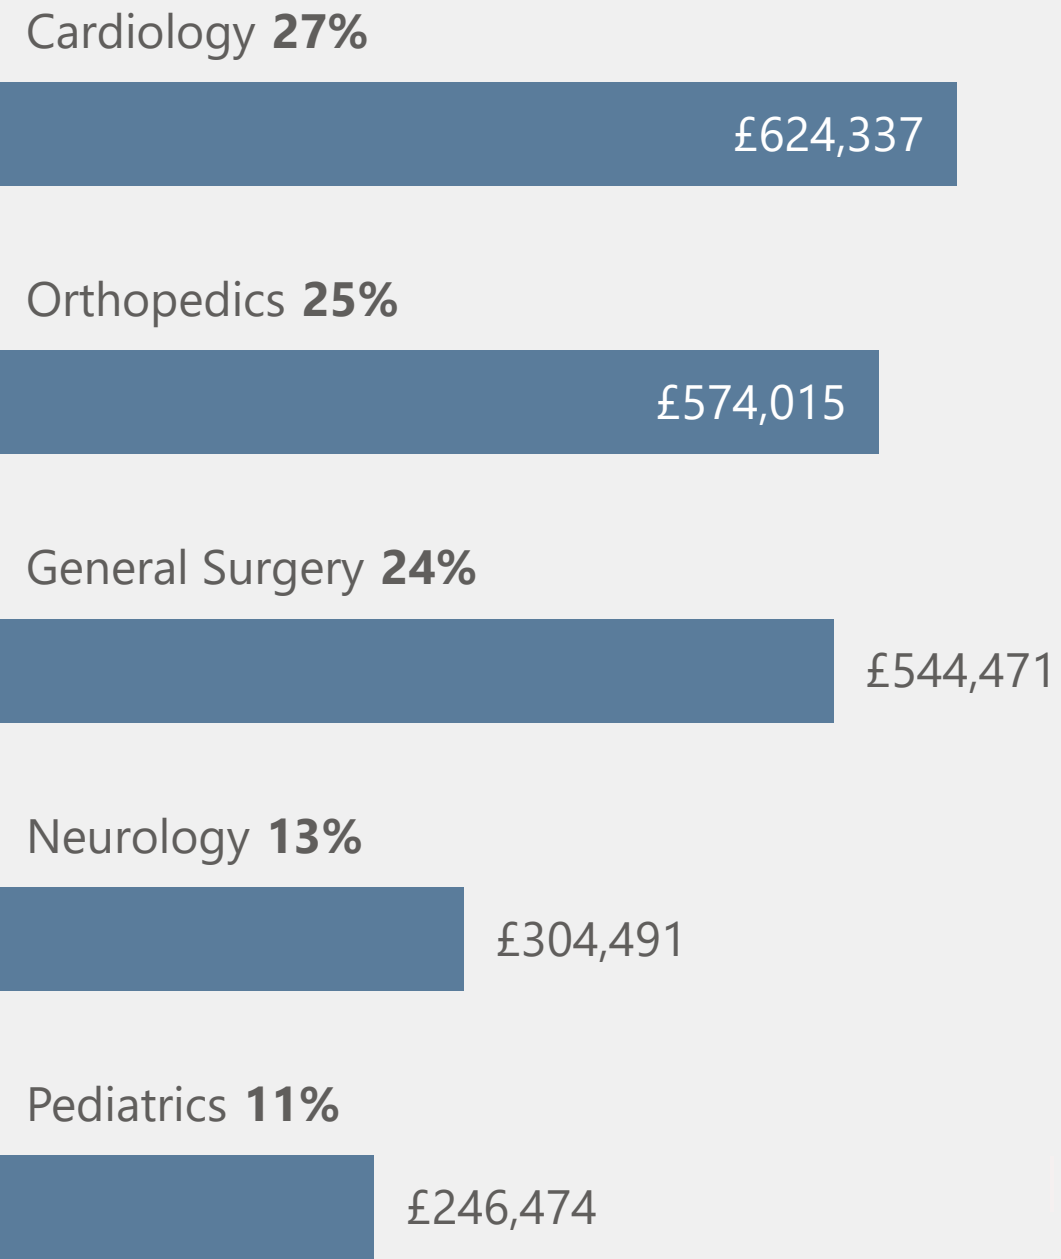 Cardiology 27%
£624,337
Orthopedics 25%
£574,015
General Surgery 24%
£544,471
Neurology 13%
£304,491
Pediatrics 11%
£246,474